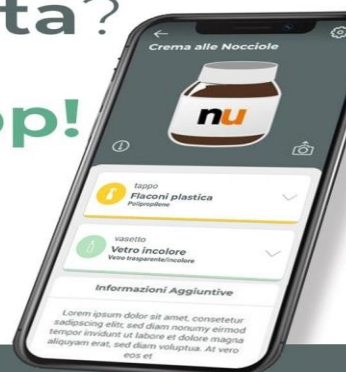 ta?
op!
Crema alle Nocciole
nu
tappo
Flaconi plastica
Polipropilene
vasetto
Vetro incolore
Vetro trasparente/incolore
Informazioni Aggiuntive
Lorem ipsum dolor sit amet, consetetur
sadipscing elitr, sed diam nonumy eirmod
tempor invidunt ut labore et dolore magna
aliquyam erat, sed diam voluptua. At vero
eos et